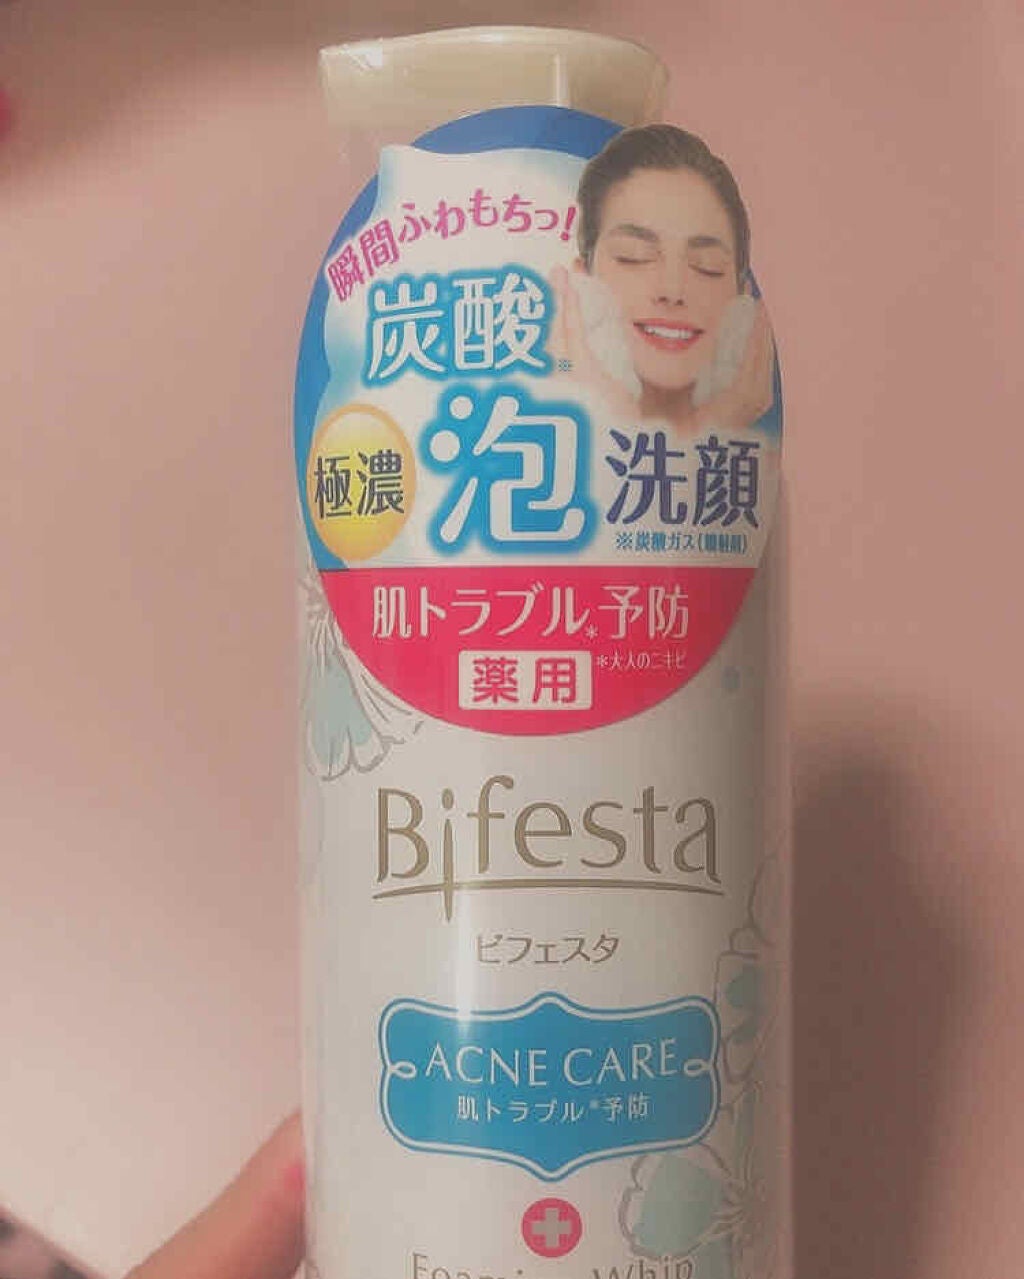 瞬間ふわもちっ!
炭酸※
極濃
泡洗顔
※炭酸ガス(噴射剤)
肌トラブル*予防
薬用
*大人のニキビ
Bifesta
ビフェスタ
ACNE CARE
肌トラブル*予防
Foaming Whip